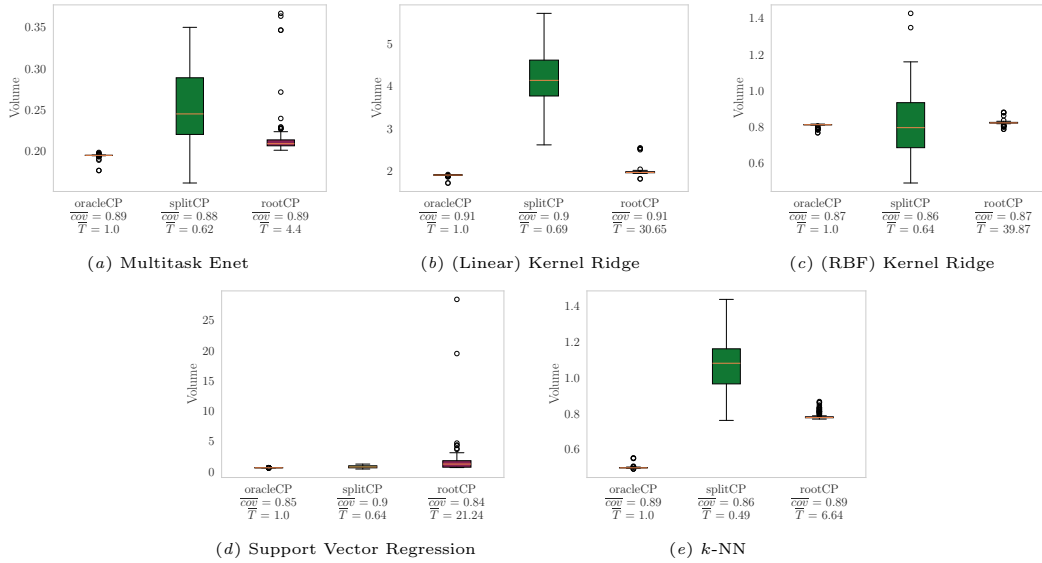 0.35
0.30
0.25
0.20
Volume
oracleCP splitCP rootCP
cov = 0.89 cov = 0.88 cov = 0.89
T = 1.0 T = 0.62 T = 4.4
(a) Multitask Enet
5
4
3
2
Volume
oracleCP splitCP rootCP
cov = 0.91 cov = 0.9 cov = 0.91
T = 1.0 T = 0.69 T = 30.65
(b) (Linear) Kernel Ridge
1.4
1.2
1.0
0.8
0.6
Volume
oracleCP splitCP rootCP
cov = 0.87 cov = 0.86 cov = 0.87
T = 1.0 T = 0.64 T = 39.87
(c) (RBF) Kernel Ridge
25
20
15
10
5
0
Volume
oracleCP splitCP rootCP
cov = 0.85 cov = 0.9 cov = 0.84
T = 1.0 T = 0.64 T = 21.24
(d) Support Vector Regression
1.4
1.2
1.0
0.8
0.6
Volume
oracleCP splitCP rootCP
cov = 0.89 cov = 0.86 cov = 0.89
T = 1.0 T = 0.49 T = 6.64
(e) k-NN